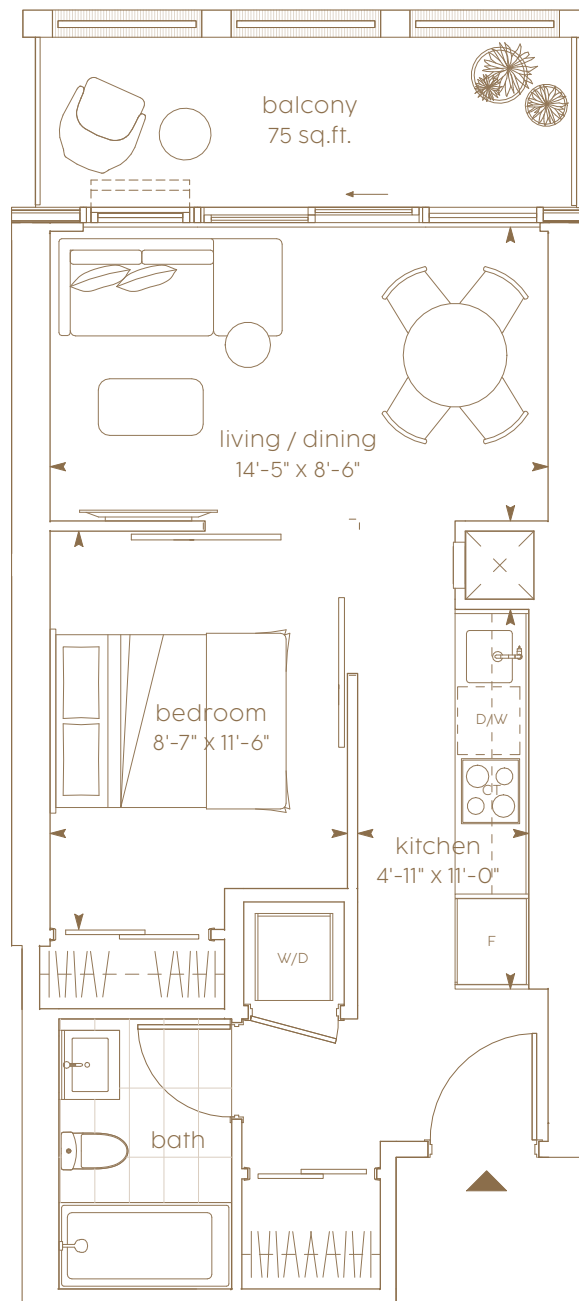 balcony
75 sq.ft.
living / dining
14'-5" x 8'-6"
D/W
bedroom
8'-7" x 11'-6"
CT
kitchen
4'-11" x 11'-0"
F
W/D
bath